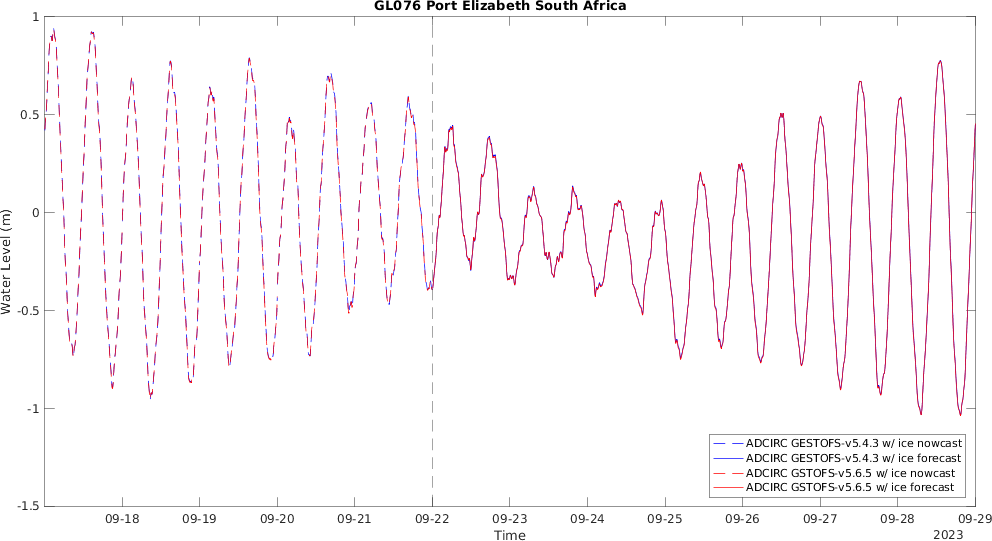 GL076 Port Elizabeth South Africa
1
0.5
0
-0.5
-1
-1.5
Water Level (m)
ADCIRC GESTOFS-v5.4.3 w/ ice nowcast
ADCIRC GESTOFS-v5.4.3 w/ ice forecast
ADCIRC GSTOFS-v5.6.5 w/ ice nowcast
ADCIRC GSTOFS-v5.6.5 w/ ice forecast
09-18 09-19 09-20 09-21 09-22 09-23 09-24 09-25 09-26 09-27 09-28 09-29
Time
2023